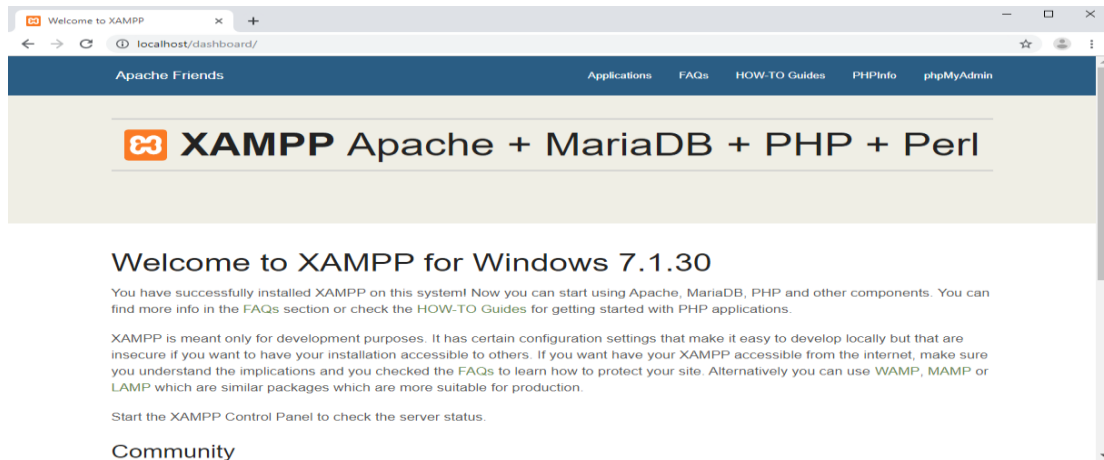 Welcome to XAMPP
localhost/dashboard/
Apache Friends Applications FAQs HOW-TO Guides PHPInfo phpMyAdmin
XAMPP Apache + MariaDB + PHP + Perl
Welcome to XAMPP for Windows 7.1.30
You have successfully installed XAMPP on this system! Now you can start using Apache, MariaDB, PHP and other components. You can
find more info in the FAQs section or check the HOW-TO Guides for getting started with PHP applications.
XAMPP is meant only for development purposes. It has certain configuration settings that make it easy to develop locally but that are
insecure if you want to have your installation accessible to others. If you want have your XAMPP accessible from the internet, make sure
you understand the implications and you checked the FAQs to learn how to protect your site. Alternatively you can use WAMP, MAMP or
LAMP which are similar packages which are more suitable for production.
Start the XAMPP Control Panel to check the server status.
Community